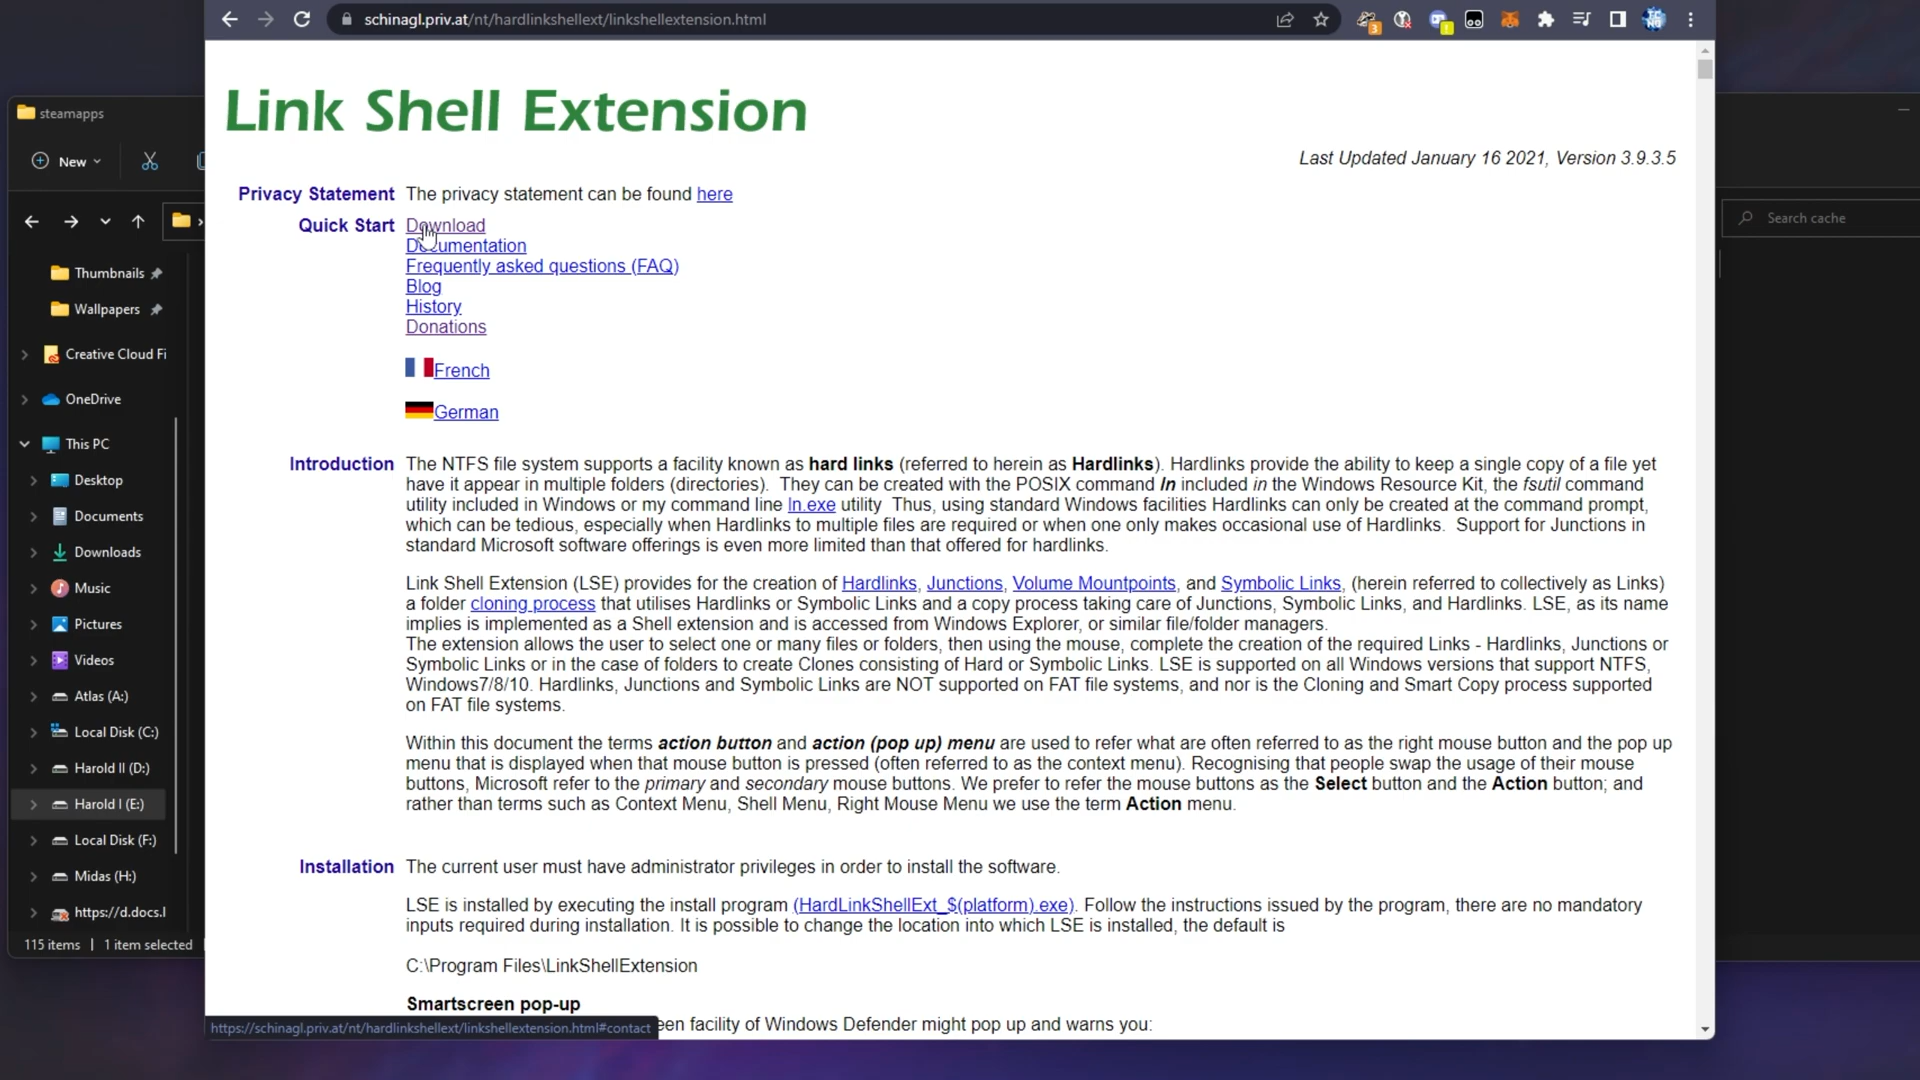 schinagl.priv.at/nt/hardlinkshellext/linkshellextension.html
3
Link Shell Extension
Last Updated January 16 2021, Version 3.9.3.5
Privacy Statement The privacy statement can be found here
Quick Start Download
Documentation
Frequently asked questions (FAQ)
Blog
History
Donations
French
German
Introduction The NTFS file system supports a facility known as hard links (referred to herein as Hardlinks). Hardlinks provide the ability to keep a single copy of a file yet
have it appear in multiple folders (directories).  They can be created with the POSIX command ln included in the Windows Resource Kit, the fsutil command
utility included in Windows or my command line ln.exe utility  Thus, using standard Windows facilities Hardlinks can only be created at the command prompt,
which can be tedious, especially when Hardlinks to multiple files are required or when one only makes occasional use of Hardlinks.  Support for Junctions in
standard Microsoft software offerings is even more limited than that offered for hardlinks.
Link Shell Extension (LSE) provides for the creation of Hardlinks, Junctions, Volume Mountpoints, and Symbolic Links, (herein referred to collectively as Links)
a folder cloning process that utilises Hardlinks or Symbolic Links and a copy process taking care of Junctions, Symbolic Links, and Hardlinks. LSE, as its name
implies is implemented as a Shell extension and is accessed from Windows Explorer, or similar file/folder managers.
The extension allows the user to select one or many files or folders, then using the mouse, complete the creation of the required Links - Hardlinks, Junctions or
Symbolic Links or in the case of folders to create Clones consisting of Hard or Symbolic Links. LSE is supported on all Windows versions that support NTFS,
Windows7/8/10. Hardlinks, Junctions and Symbolic Links are NOT supported on FAT file systems, and nor is the Cloning and Smart Copy process supported
on FAT file systems.
Within this document the terms action button and action (pop up) menu are used to refer what are often referred to as the right mouse button and the pop up
menu that is displayed when that mouse button is pressed (often referred to as the context menu). Recognising that people swap the usage of their mouse
buttons, Microsoft refer to the primary and secondary mouse buttons. We prefer to refer the mouse buttons as the Select button and the Action button; and
rather than terms such as Context Menu, Shell Menu, Right Mouse Menu we use the term Action menu.
Installation The current user must have administrator privileges in order to install the software.
LSE is installed by executing the install program (HardLinkShellExt_$(platform).exe). Follow the instructions issued by the program, there are no mandatory
inputs required during installation. It is possible to change the location into which LSE is installed, the default is
C:\Program Files\LinkShellExtension
Smartscreen pop-up
een facility of Windows Defender might pop up and warns you:
https://schinagl.priv.at/nt/hardlinkshellext/linkshellextension.html#contact
steamapps
New
Thumbnails
Wallpapers
Creative Cloud Fi
OneDrive
This PC
Desktop
Documents
Downloads
Music
Pictures
Videos
Atlas (A:)
Local Disk (C:)
Harold II (D:)
Harold I (E:)
Local Disk (F:)
Midas (H:)
https://d.docs.l
115 items | 1 item selected
Search cache